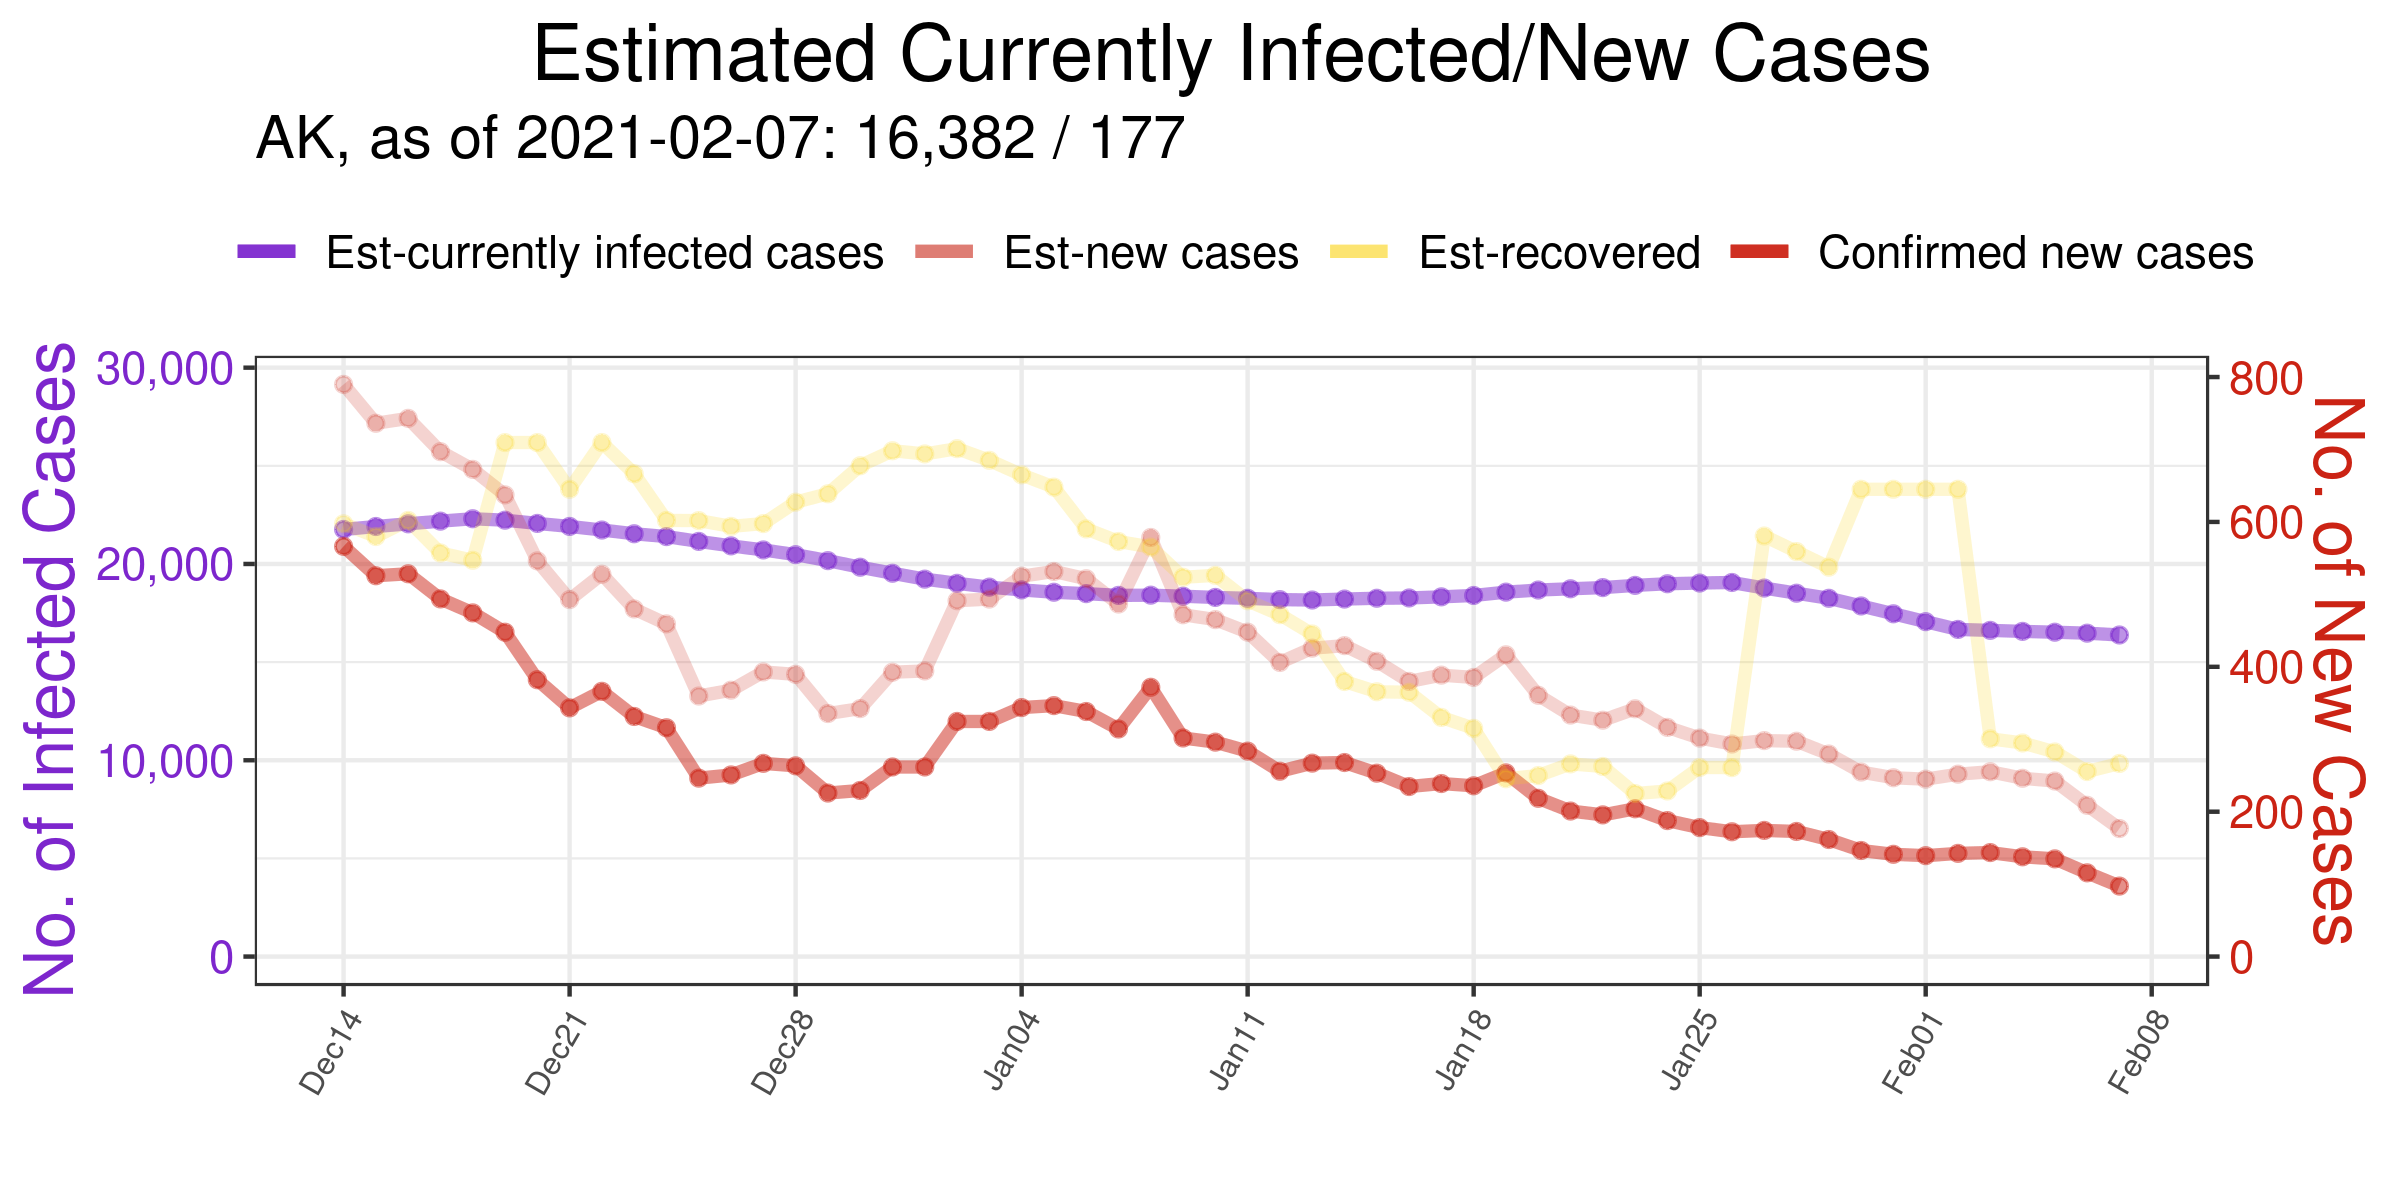 Estimated Currently Infected/New Cases
AK, as of 2021-02-07: 16,382 / 177
Est-currently infected cases Est-new cases Est-recovered Confirmed new cases
No. of Infected Cases
30,000
20,000
10,000
0
800
600
400
200
0
No. of New Cases
Dec14 Dec21 Dec28 Jan04 Jan11 Jan18 Jan25 Feb01 Feb08